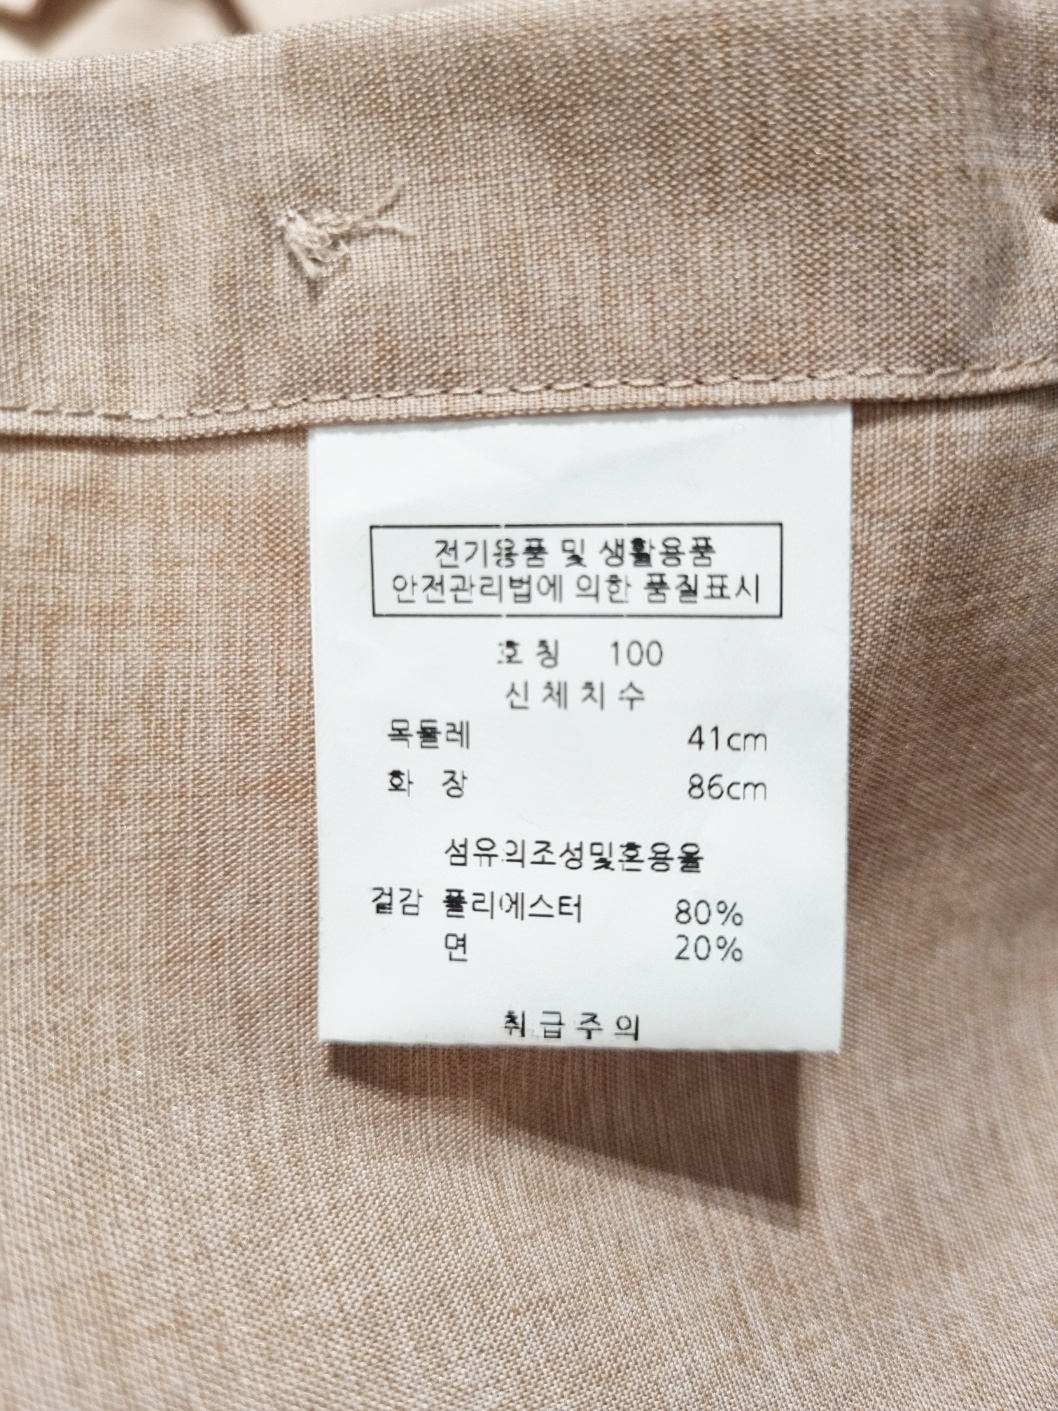 전기용품 및 생활용품
안전관리법에 의한 품질표시
호칭 100
신체치수
목둘레 41cm
화 장 86cm
섬유의조성및혼용율
겉감 폴리에스터 80%
면 20%
취급주의